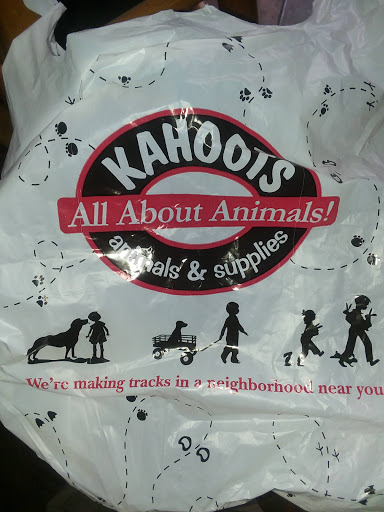 KAHOOTS
All About Animals!
animals & supplies
We're making tracks in a neighborhood near you